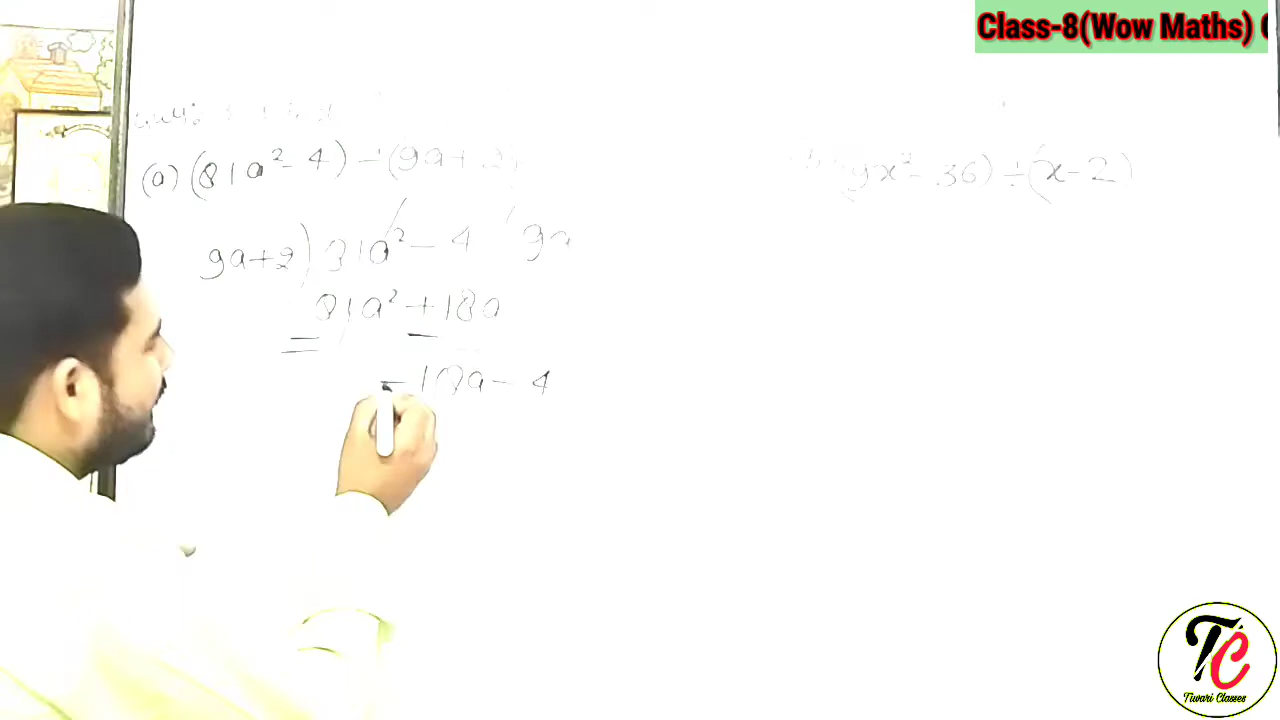 Class-8(Wow Maths)
(a) (81a² - 4) ÷ (9a+2)
(9x² - 36) ÷ (x - 2)
9a+2) 81a² - 4 ( 9a
81a² + 18a
-18a - 4
TC
Tiwari Classes